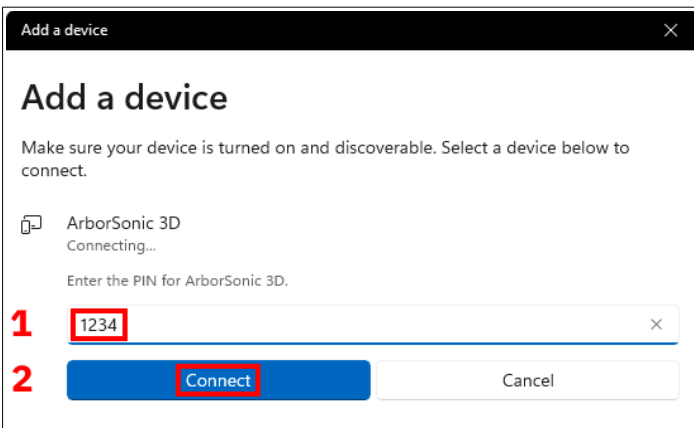 Add a device
Add a device
Make sure your device is turned on and discoverable. Select a device below to
connect.
ArborSonic 3D
Connecting...
Enter the PIN for ArborSonic 3D.
1 1234
2 Connect Cancel